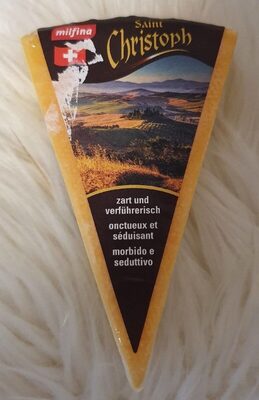 milfina
Saint
Christoph
zart und
verführerisch
onctueux et
séduisant
morbido e
seduttivo